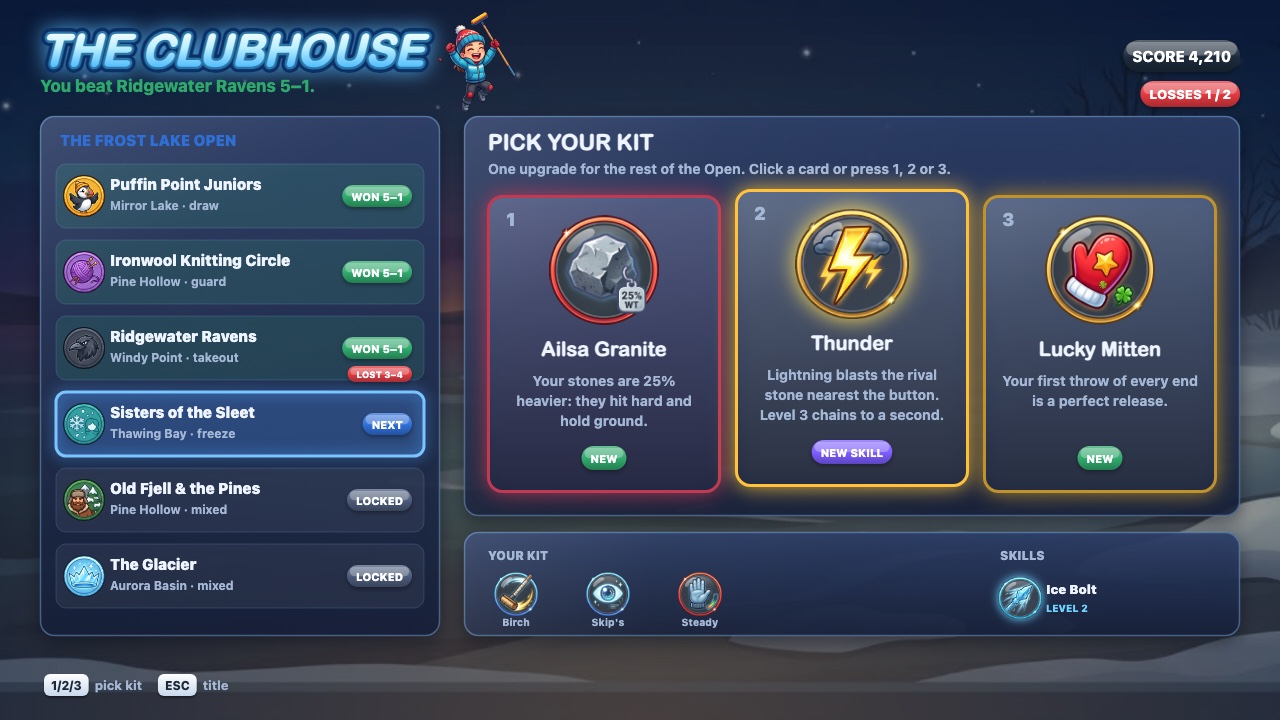 THE CLUBHOUSE
You beat Ridgewater Ravens 5–1.
SCORE 4,210
LOSSES 1 / 2
THE FROST LAKE OPEN
Puffin Point Juniors
Mirror Lake · draw
WON 5–1
Ironwool Knitting Circle
Pine Hollow · guard
WON 5–1
Ridgewater Ravens
Windy Point · takeout
WON 5–1
LOST 3–4
Sisters of the Sleet
Thawing Bay · freeze
NEXT
Old Fjell & the Pines
Pine Hollow · mixed
LOCKED
The Glacier
Aurora Basin · mixed
LOCKED
PICK YOUR KIT
One upgrade for the rest of the Open. Click a card or press 1, 2 or 3.
1
25%
WT
Ailsa Granite
Your stones are 25%
heavier: they hit hard and
hold ground.
NEW
2
Thunder
Lightning blasts the rival
stone nearest the button.
Level 3 chains to a second.
NEW SKILL
3
Lucky Mitten
Your first throw of every end
is a perfect release.
NEW
YOUR KIT
Birch
Skip's
Steady
SKILLS
Ice Bolt
LEVEL 2
1/2/3 pick kit ESC title